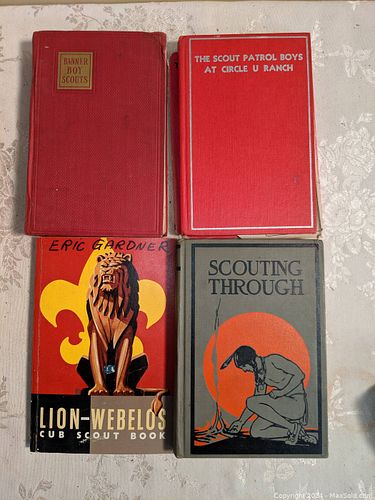 BANNER
BOY
SCOUTS
THE SCOUT PATROL BOYS
AT CIRCLE U RANCH
ERIC GARDNER
LION-WEBELOS
CUB SCOUT BOOK
SCOUTING
THROUGH
Copyright 2021 - MaxSold.com